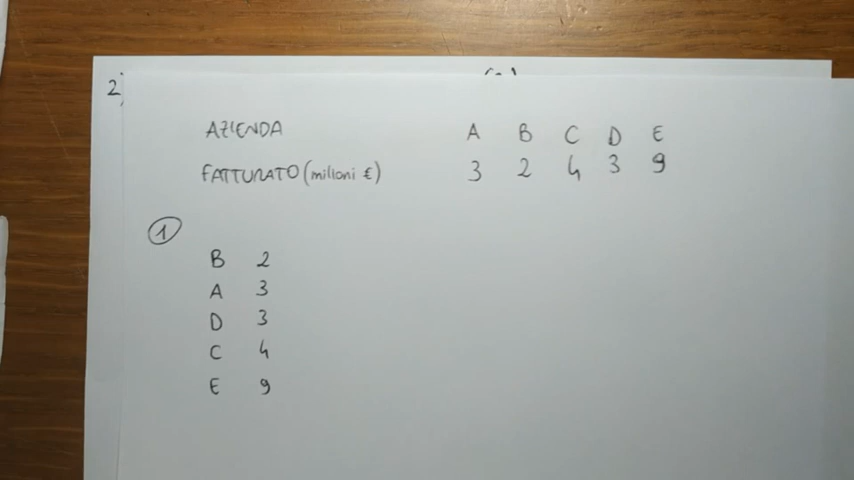 2)
AZIENDA A B C D E
FATTURATO (milioni €) 3 2 4 3 9
1
B 2
A 3
D 3
C 4
E 9